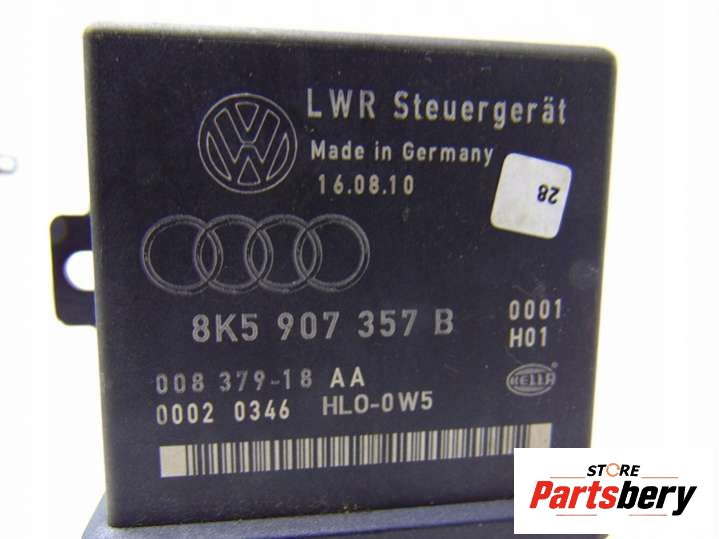 LWR Steuergerät
Made in Germany
16.08.10
28
8K5 907 357 B
0001
H01
008 379-18 AA
0002 0346 HLO-0W5
HELLA
STORE
Partsbery